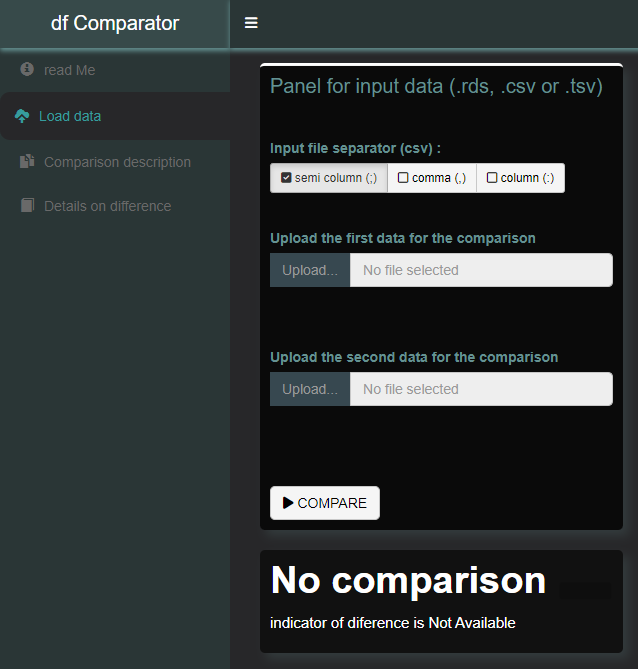 df Comparator
read Me
Load data
Comparison description
Details on difference
Panel for input data (.rds, .csv or .tsv)
Input file separator (csv) :
semi column (;) comma (,) column (:)
Upload the first data for the comparison
Upload... No file selected
Upload the second data for the comparison
Upload... No file selected
COMPARE
No comparison
indicator of diference is Not Available